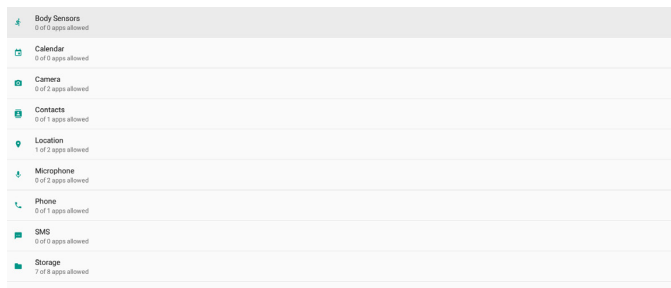 Body Sensors
0 of 0 apps allowed
Calendar
0 of 0 apps allowed
Camera
0 of 2 apps allowed
Contacts
0 of 1 apps allowed
Location
1 of 2 apps allowed
Microphone
0 of 2 apps allowed
Phone
0 of 1 apps allowed
SMS
0 of 0 apps allowed
Storage
7 of 8 apps allowed